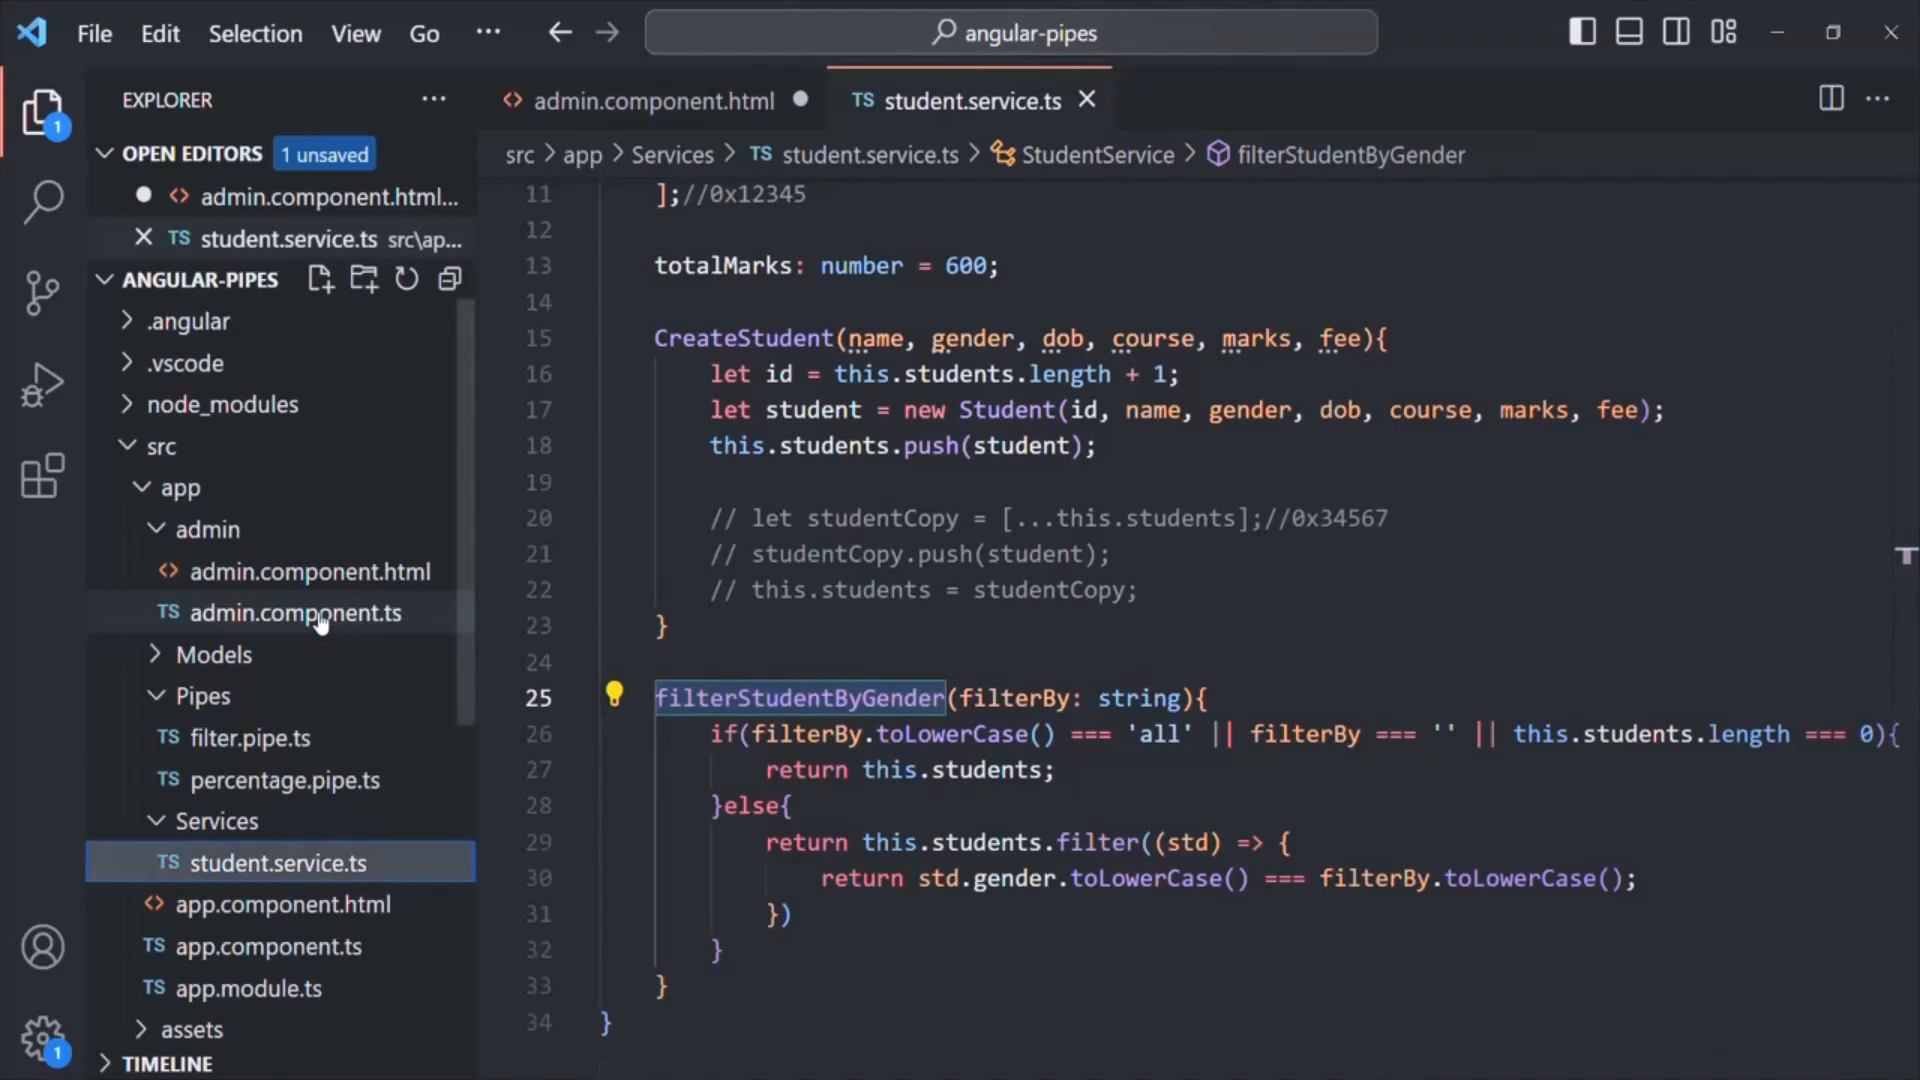 File Edit Selection View Go ··· angular-pipes
EXPLORER ···
OPEN EDITORS 1 unsaved
admin.component.html...
TS student.service.ts src\ap...
ANGULAR-PIPES
.angular
.vscode
node_modules
src
app
admin
<> admin.component.html
TS admin.component.ts
Models
Pipes
TS filter.pipe.ts
TS percentage.pipe.ts
Services
TS student.service.ts
<> app.component.html
TS app.component.ts
TS app.module.ts
assets
TIMELINE
1
1
<> admin.component.html TS student.service.ts
src > app > Services > TS student.service.ts > StudentService > filterStudentByGender
11 ];//0x12345
12
13 totalMarks: number = 600;
14
15 CreateStudent(name, gender, dob, course, marks, fee){
16 let id = this.students.length + 1;
17 let student = new Student(id, name, gender, dob, course, marks, fee);
18 this.students.push(student);
19
20 // let studentCopy = [...this.students];//0x34567
21 // studentCopy.push(student);
22 // this.students = studentCopy;
23 }
24
25 filterStudentByGender(filterBy: string){
26 if(filterBy.toLowerCase() === 'all' || filterBy === '' || this.students.length === 0){
27 return this.students;
28 }else{
29 return this.students.filter((std) => {
30 return std.gender.toLowerCase() === filterBy.toLowerCase();
31 })
32 }
33 }
34 }